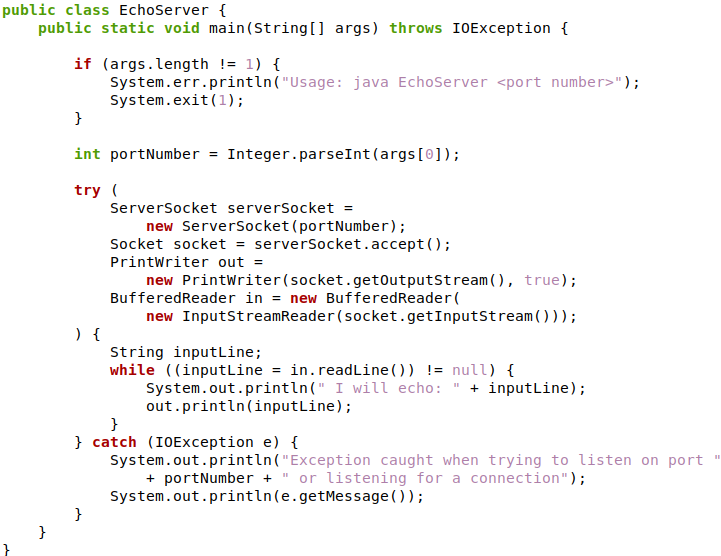 public class EchoServer {
    public static void main(String[] args) throws IOException {

        if (args.length != 1) {
            System.err.println("Usage: java EchoServer <port number>");
            System.exit(1);
        }

        int portNumber = Integer.parseInt(args[0]);

        try (
            ServerSocket serverSocket =
                new ServerSocket(portNumber);
            Socket socket = serverSocket.accept();
            PrintWriter out =
                new PrintWriter(socket.getOutputStream(), true);
            BufferedReader in = new BufferedReader(
                new InputStreamReader(socket.getInputStream()));
        ) {
            String inputLine;
            while ((inputLine = in.readLine()) != null) {
                System.out.println(" I will echo: " + inputLine);
                out.println(inputLine);
            }
        } catch (IOException e) {
            System.out.println("Exception caught when trying to listen on port "
                + portNumber + " or listening for a connection");
            System.out.println(e.getMessage());
        }
    }
}